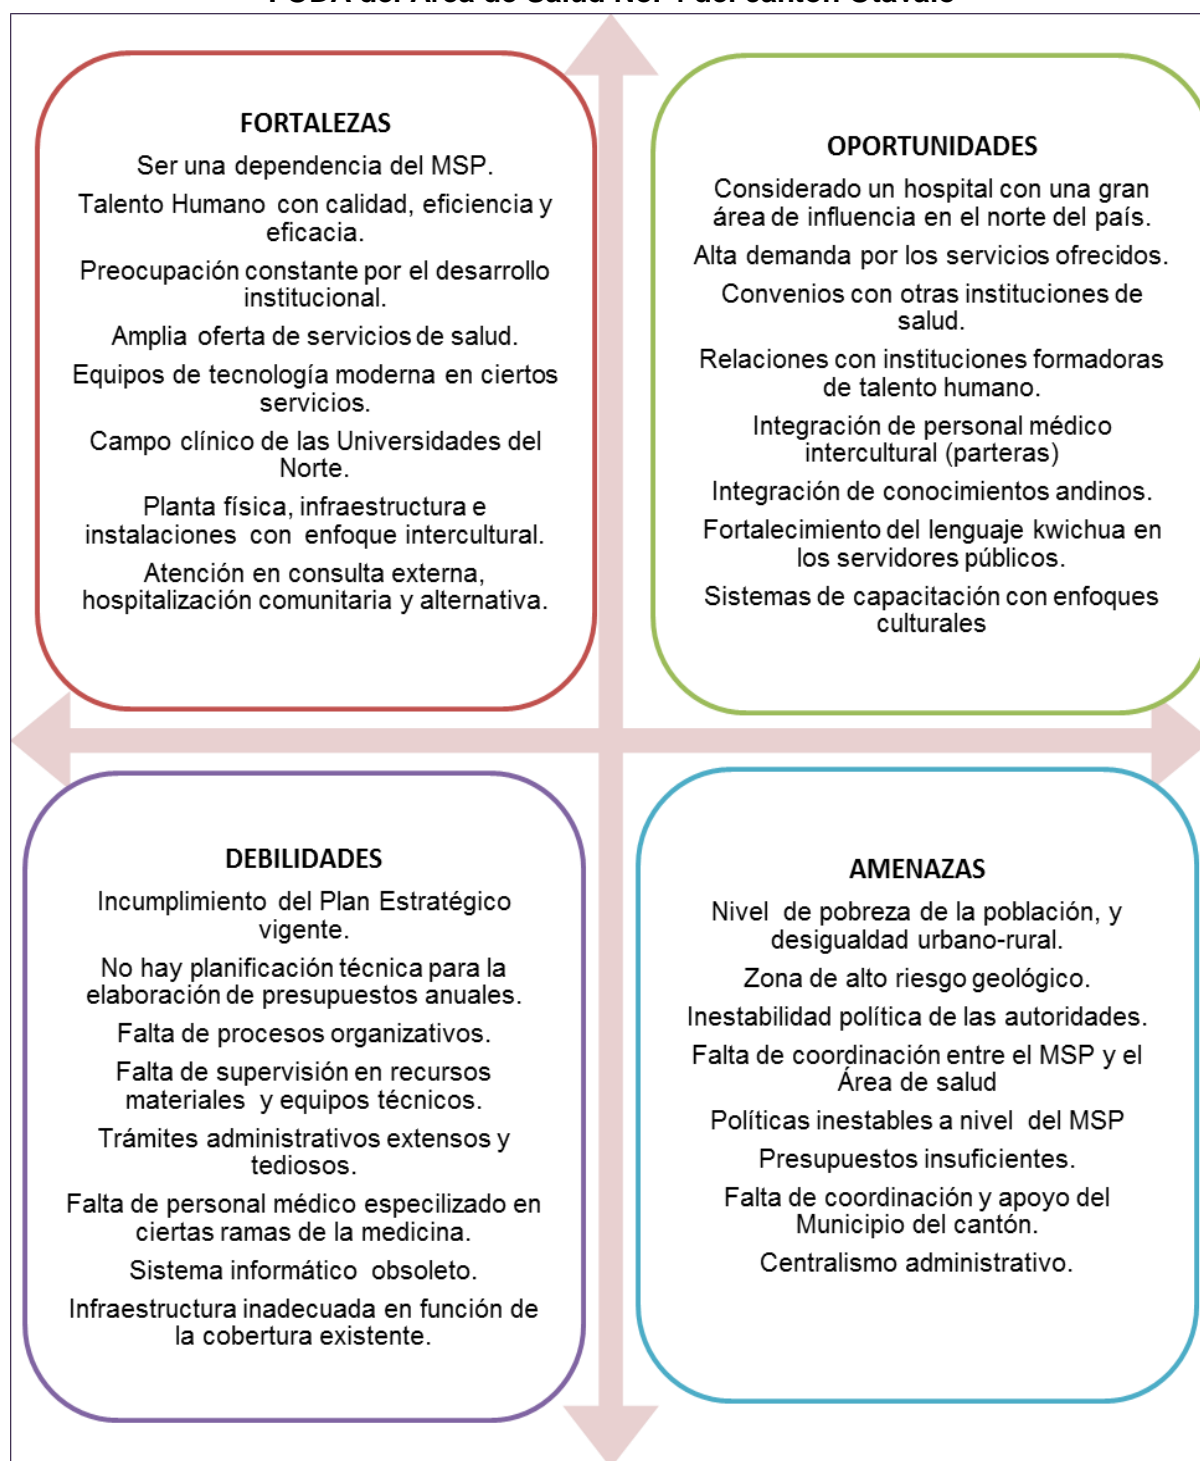 FODA del Área de Salud No. 4 del cantón Otavalo
FORTALEZAS
Ser una dependencia del MSP.
Talento Humano con calidad, eficiencia y
eficacia.
Preocupación constante por el desarrollo
institucional.
Amplia oferta de servicios de salud.
Equipos de tecnología moderna en ciertos
servicios.
Campo clínico de las Universidades del
Norte.
Planta física, infraestructura e
instalaciones con enfoque intercultural.
Atención en consulta externa,
hospitalización comunitaria y alternativa.
OPORTUNIDADES
Considerado un hospital con una gran
área de influencia en el norte del país.
Alta demanda por los servicios ofrecidos.
Convenios con otras instituciones de
salud.
Relaciones con instituciones formadoras
de talento humano.
Integración de personal médico
intercultural (parteras)
Integración de conocimientos andinos.
Fortalecimiento del lenguaje kwichua en
los servidores públicos.
Sistemas de capacitación con enfoques
culturales
DEBILIDADES
Incumplimiento del Plan Estratégico
vigente.
No hay planificación técnica para la
elaboración de presupuestos anuales.
Falta de procesos organizativos.
Falta de supervisión en recursos
materiales y equipos técnicos.
Trámites administrativos extensos y
tediosos.
Falta de personal médico especilizado en
ciertas ramas de la medicina.
Sistema informático obsoleto.
Infraestructura inadecuada en función de
la cobertura existente.
AMENAZAS
Nivel de pobreza de la población, y
desigualdad urbano-rural.
Zona de alto riesgo geológico.
Inestabilidad política de las autoridades.
Falta de coordinación entre el MSP y el
Área de salud
Políticas inestables a nivel del MSP
Presupuestos insuficientes.
Falta de coordinación y apoyo del
Municipio del cantón.
Centralismo administrativo.